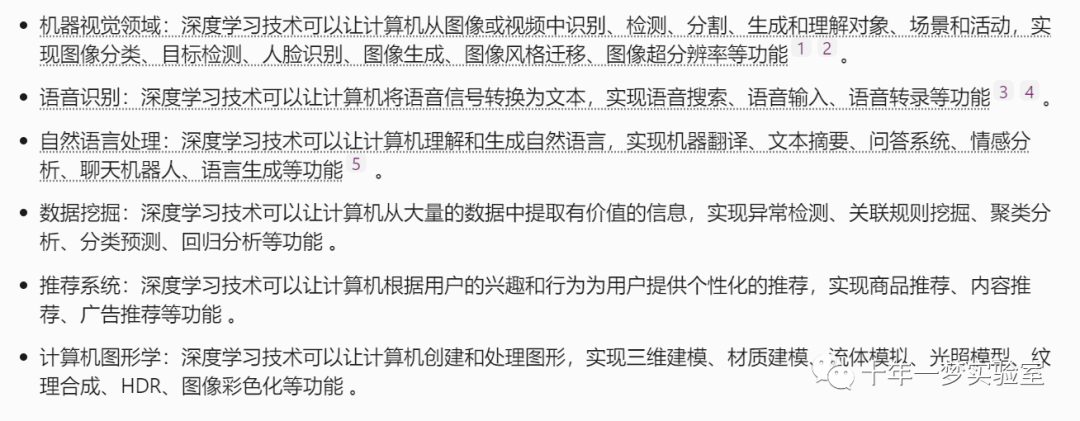 • 机器视觉领域：深度学习技术可以让计算机从图像或视频中识别、检测、分割、生成和理解对象、场景和活动，实
现图像分类、目标检测、人脸识别、图像生成、图像风格迁移、图像超分辨率等功能 1 2 。
• 语音识别：深度学习技术可以让计算机将语音信号转换为文本，实现语音搜索、语音输入、语音转录等功能 3 4 。
• 自然语言处理：深度学习技术可以让计算机理解和生成自然语言，实现机器翻译、文本摘要、问答系统、情感分
析、聊天机器人、语言生成等功能 5 。
• 数据挖掘：深度学习技术可以让计算机从大量的数据中提取有价值的信息，实现异常检测、关联规则挖掘、聚类分
析、分类预测、回归分析等功能 。
• 推荐系统：深度学习技术可以让计算机根据用户的兴趣和行为为用户提供个性化的推荐，实现商品推荐、内容推
荐、广告推荐等功能 。
• 计算机图形学：深度学习技术可以让计算机创建和处理图形，实现三维建模、材质建模、流体模拟、光照模型、纹
理合成、HDR、图像彩色化等功能 。
十年一梦实验室